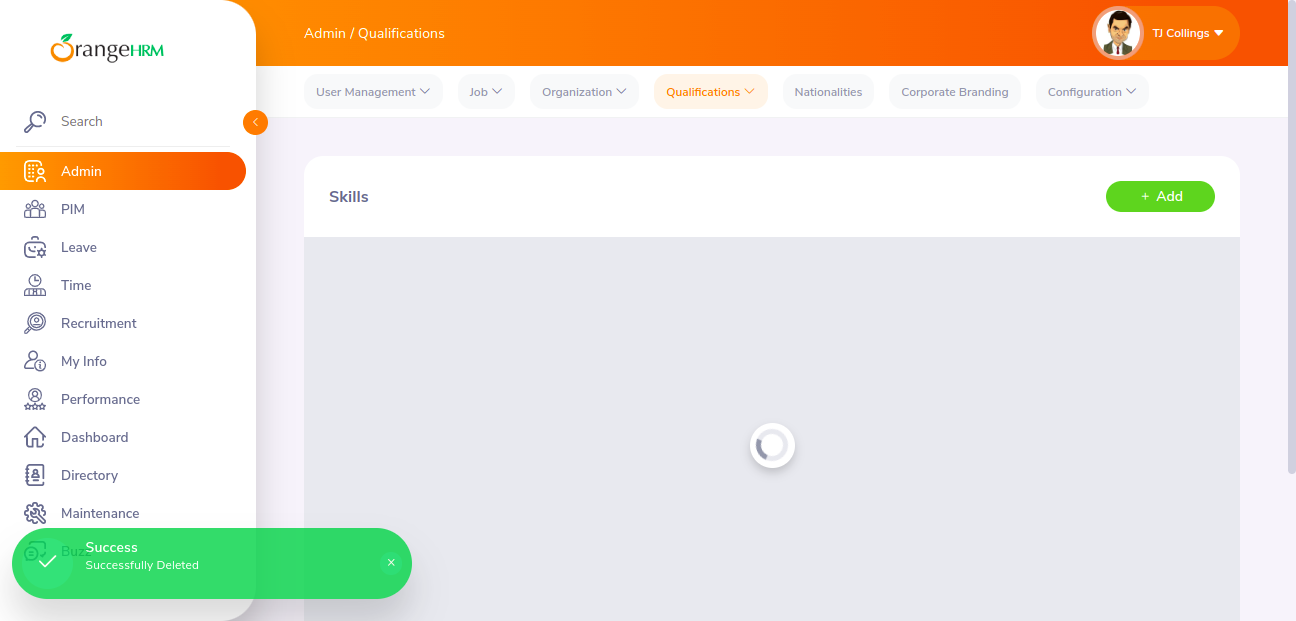 OrangeHRM
Admin / Qualifications
TJ Collings
User Management
Job
Organization
Qualifications
Nationalities
Corporate Branding
Configuration
Search
Admin
PIM
Leave
Time
Recruitment
My Info
Performance
Dashboard
Directory
Maintenance
Buzz
Skills
+ Add
Success
Successfully Deleted